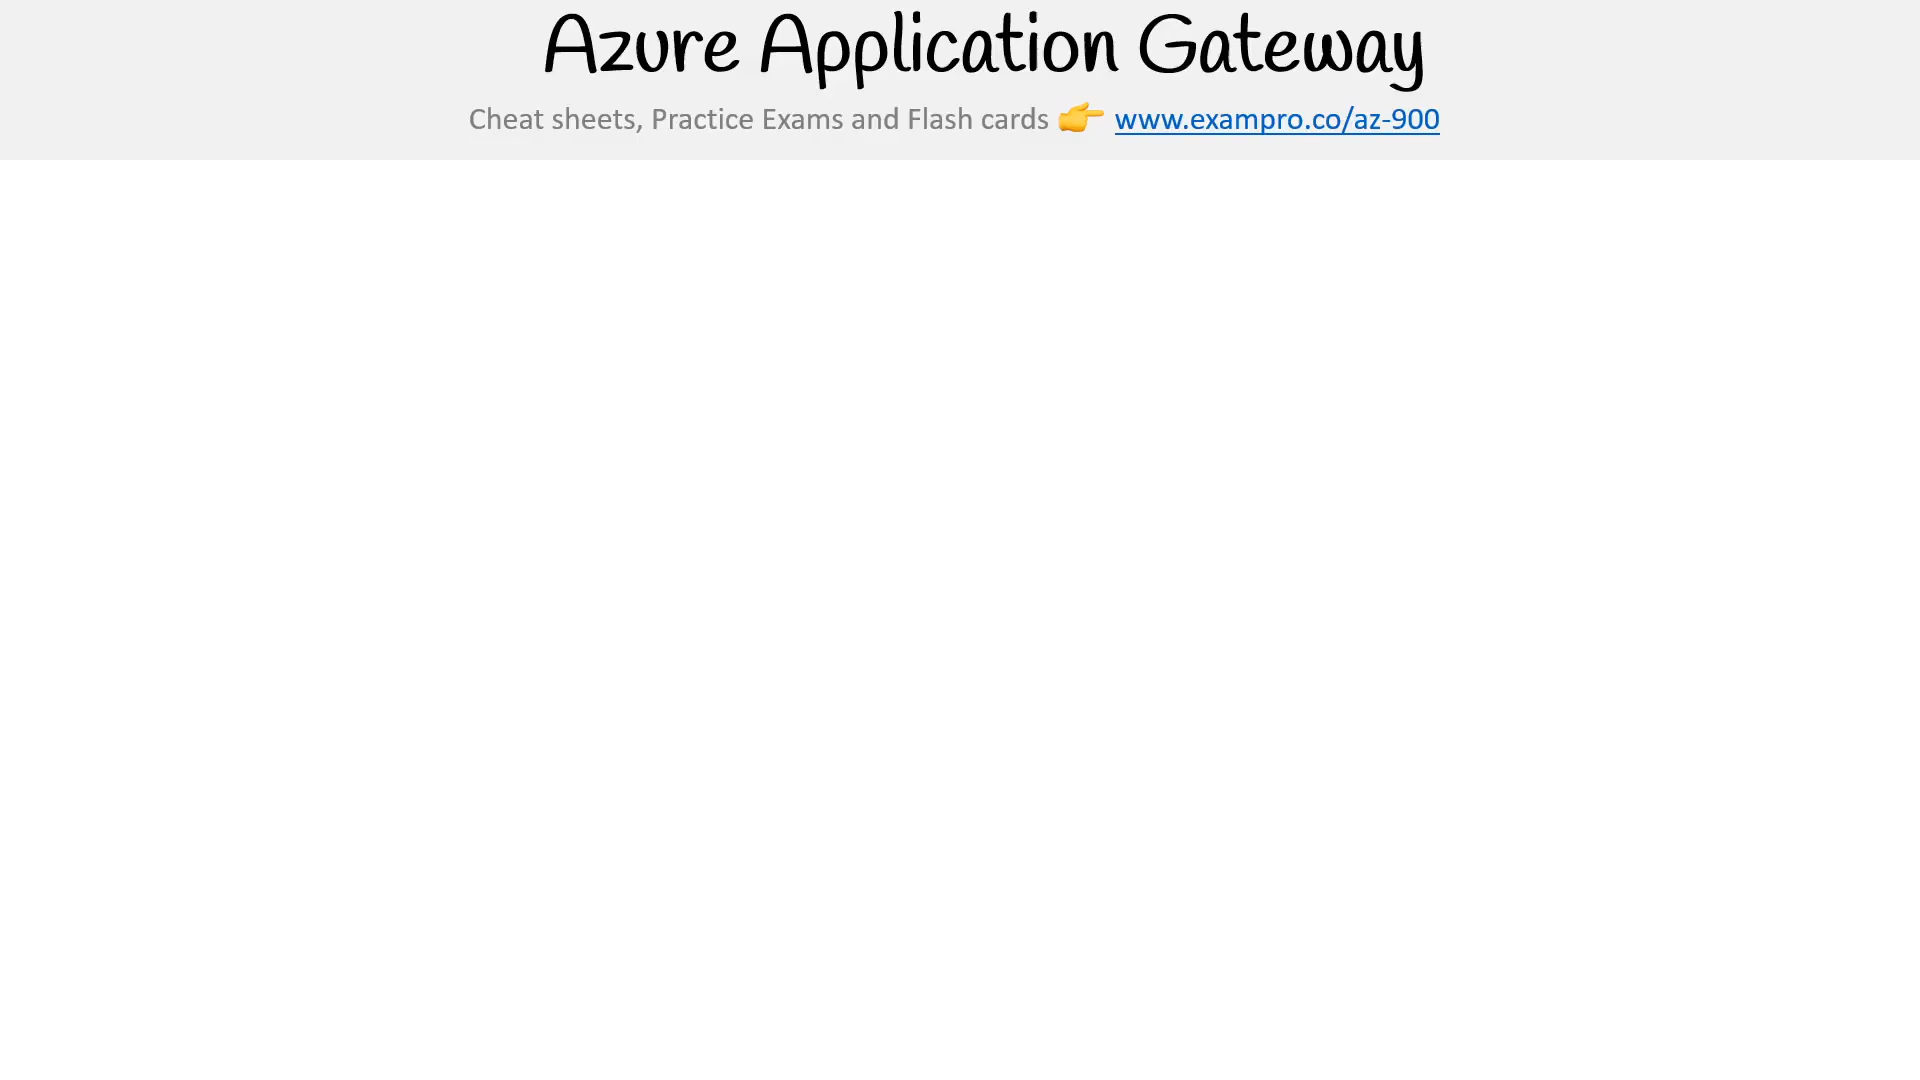 Azure Application Gateway
Cheat sheets, Practice Exams and Flash cards 👉 www.exampro.co/az-900